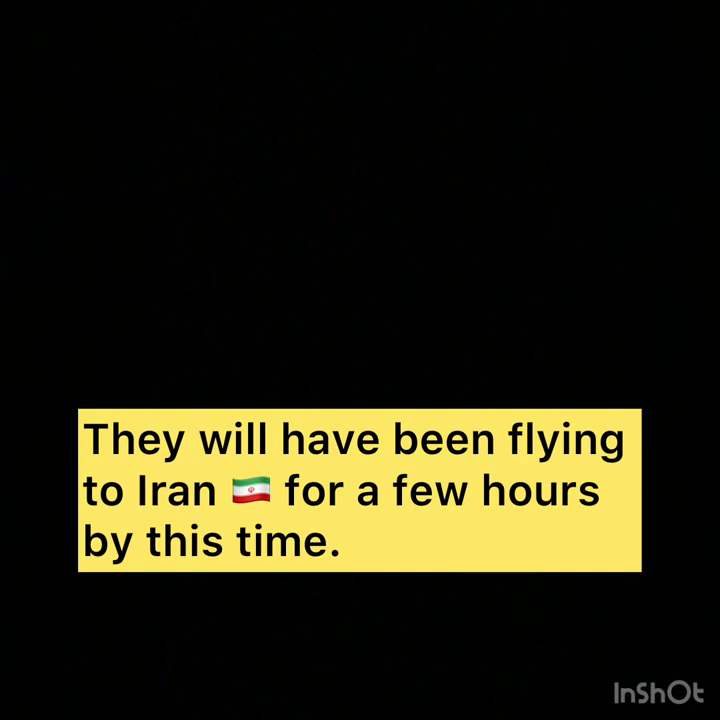 They will have been flying
to Iran 🇮🇷 for a few hours
by this time.
InShOt